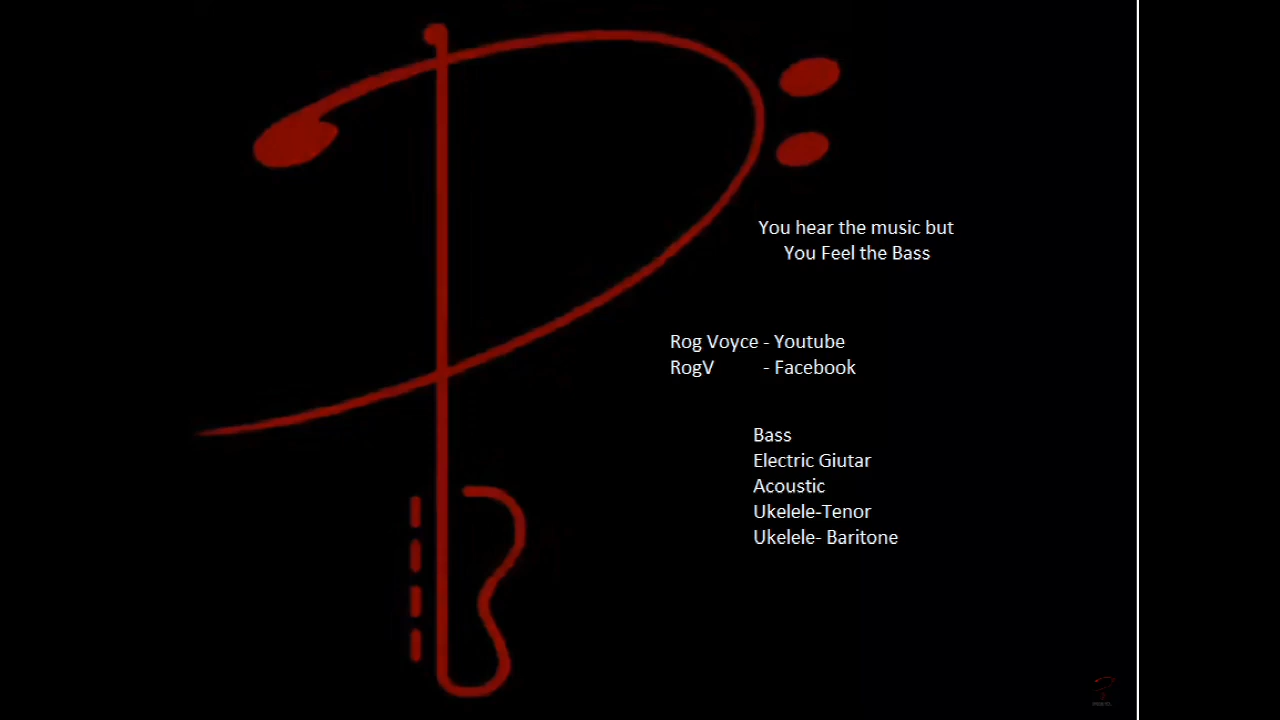 You hear the music but
You Feel the Bass
Rog Voyce - Youtube
RogV - Facebook
Bass
Electric Giutar
Acoustic
Ukelele-Tenor
Ukelele- Baritone